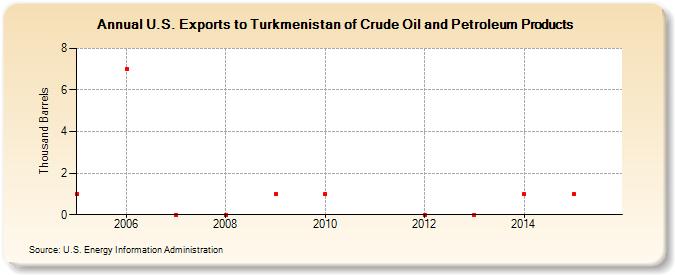 Annual U.S. Exports to Turkmenistan of Crude Oil and Petroleum Products
Thousand Barrels
8
6
4
2
0
2006 2008 2010 2012 2014
Source: U.S. Energy Information Administration